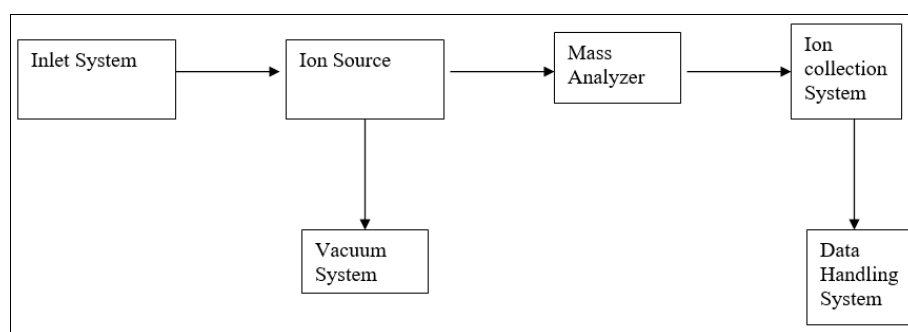 Inlet System
Ion Source
Mass
Analyzer
Ion
collection
System
Vacuum
System
Data
Handling
System